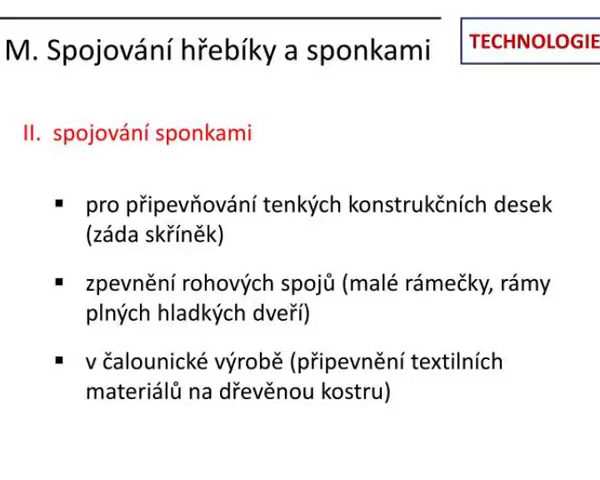 M. Spojování hřebíky a sponkami
TECHNOLOGIE
II. spojování sponkami
▪ pro připevňování tenkých konstrukčních desek
(záda skříněk)
▪ zpevnění rohových spojů (malé rámečky, rámy
plných hladkých dveří)
▪ v čalounické výrobě (připevnění textilních
materiálů na dřevěnou kostru)